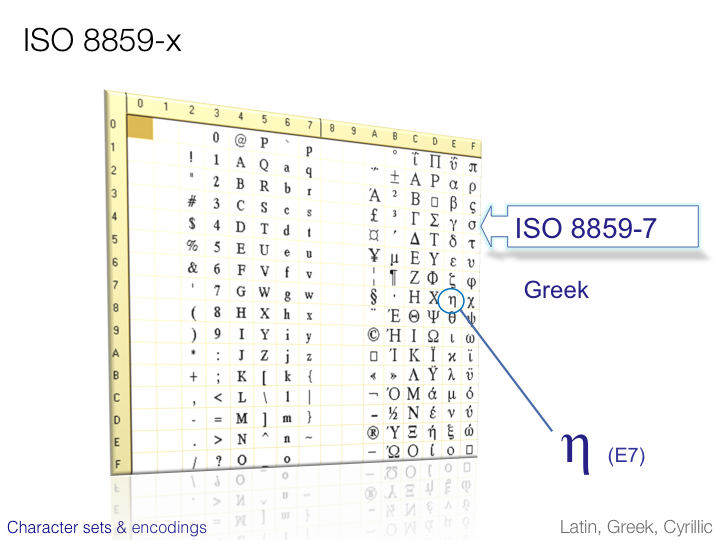 ISO 8859-x
0 1 2 3 4 5 6 7 8 9 A B C D E F
0 0 @ P ` p ° ΐ Π ΰ π
1 ! 1 A Q a q ± Α Ρ α ρ
2 " 2 B R b r Ά ² Β □ β ς
3 # 3 C S c s £ ³ Γ Σ γ σ
4 $ 4 D T d t ¤ ΄ Δ Τ δ τ
5 % 5 E U e u ¥ µ Ε Υ ε υ
6 & 6 F V f v ¦ ¶ Ζ Φ ζ φ
7 ' 7 G W g w § · Η Χ η χ
8 ( 8 H X h x ¨ Έ Θ Ψ θ ψ
9 ) 9 I Y i y © Ή Ι Ω ι ω
A * : J Z j z □ Ί Κ Ϊ κ ϊ
B + ; K [ k { « » Λ Ϋ λ ϋ
C , < L \ l | ¬ Ό Μ ά μ ό
D - = M ] m } - ½ Ν έ ν ύ
E . > N ^ n ~ ® Ύ Ξ ή ξ ώ
F / ? O _ o — Ώ Ο ί ο □
ISO 8859-7
Greek
η (E7)
Character sets & encodings
Latin, Greek, Cyrillic